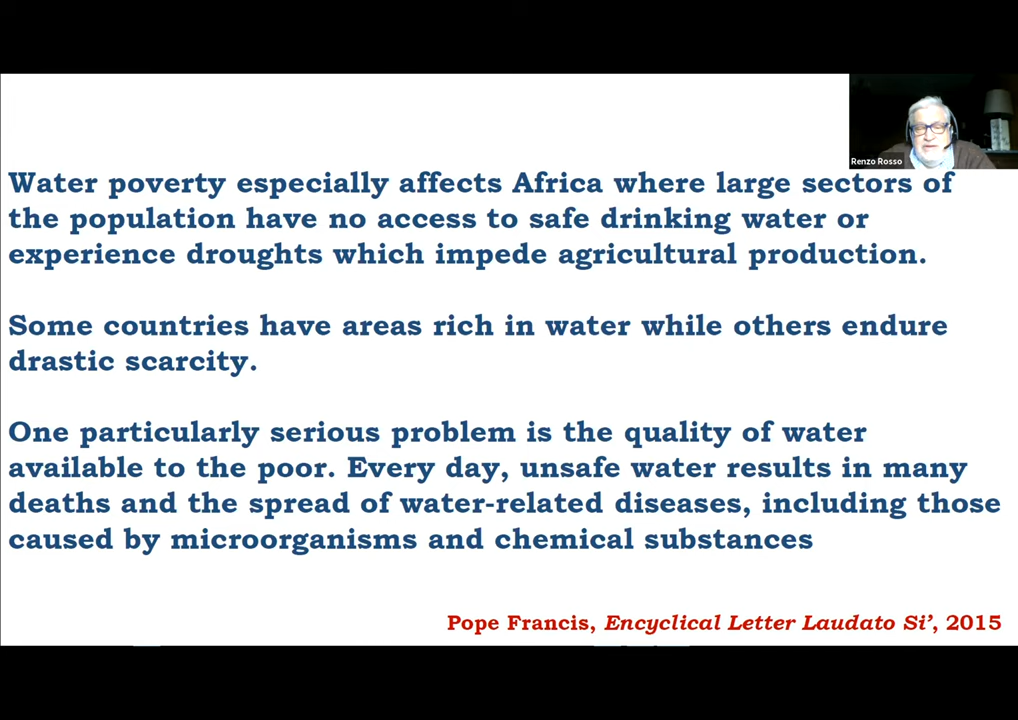 Renzo Rosso
Water poverty especially affects Africa where large sectors of
the population have no access to safe drinking water or
experience droughts which impede agricultural production.
Some countries have areas rich in water while others endure
drastic scarcity.
One particularly serious problem is the quality of water
available to the poor. Every day, unsafe water results in many
deaths and the spread of water-related diseases, including those
caused by microorganisms and chemical substances
Pope Francis, Encyclical Letter Laudato Si’, 2015